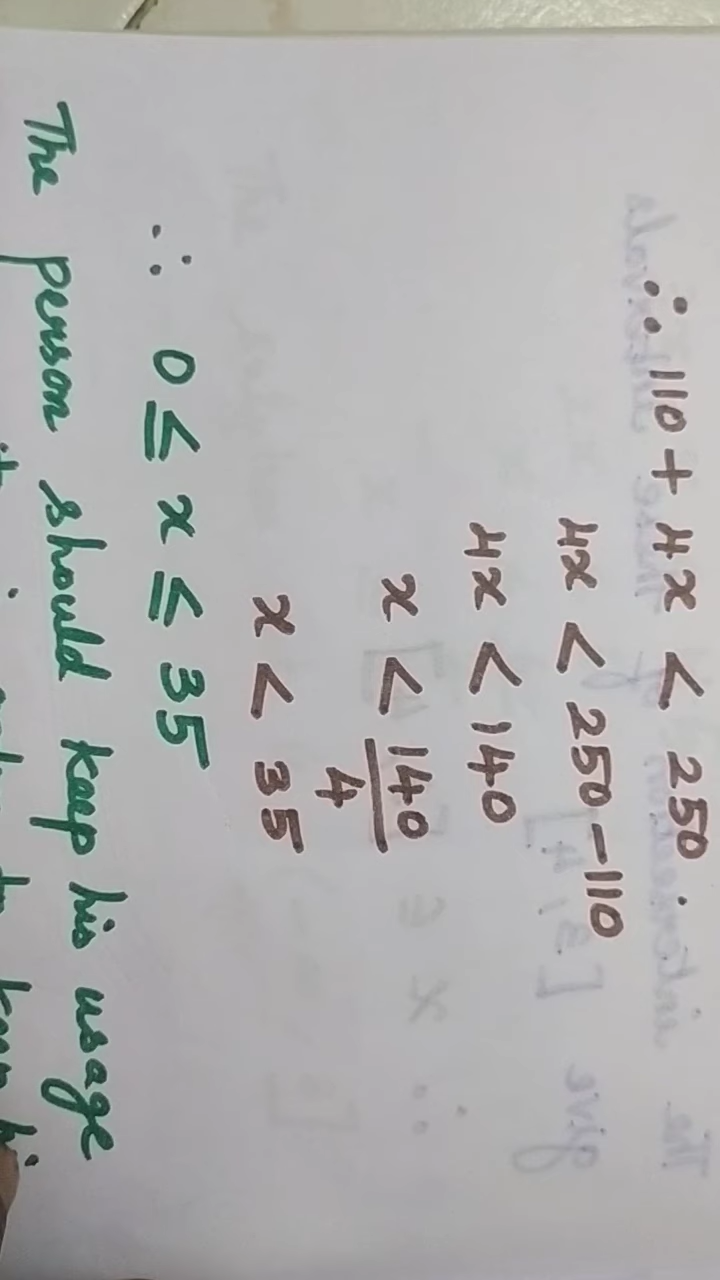 ∴ 110 + 4x < 250
4x < 250 - 110
4x < 140
x < 140/4
x < 35
∴ 0 ≤ x ≤ 35
The person should keep his usage